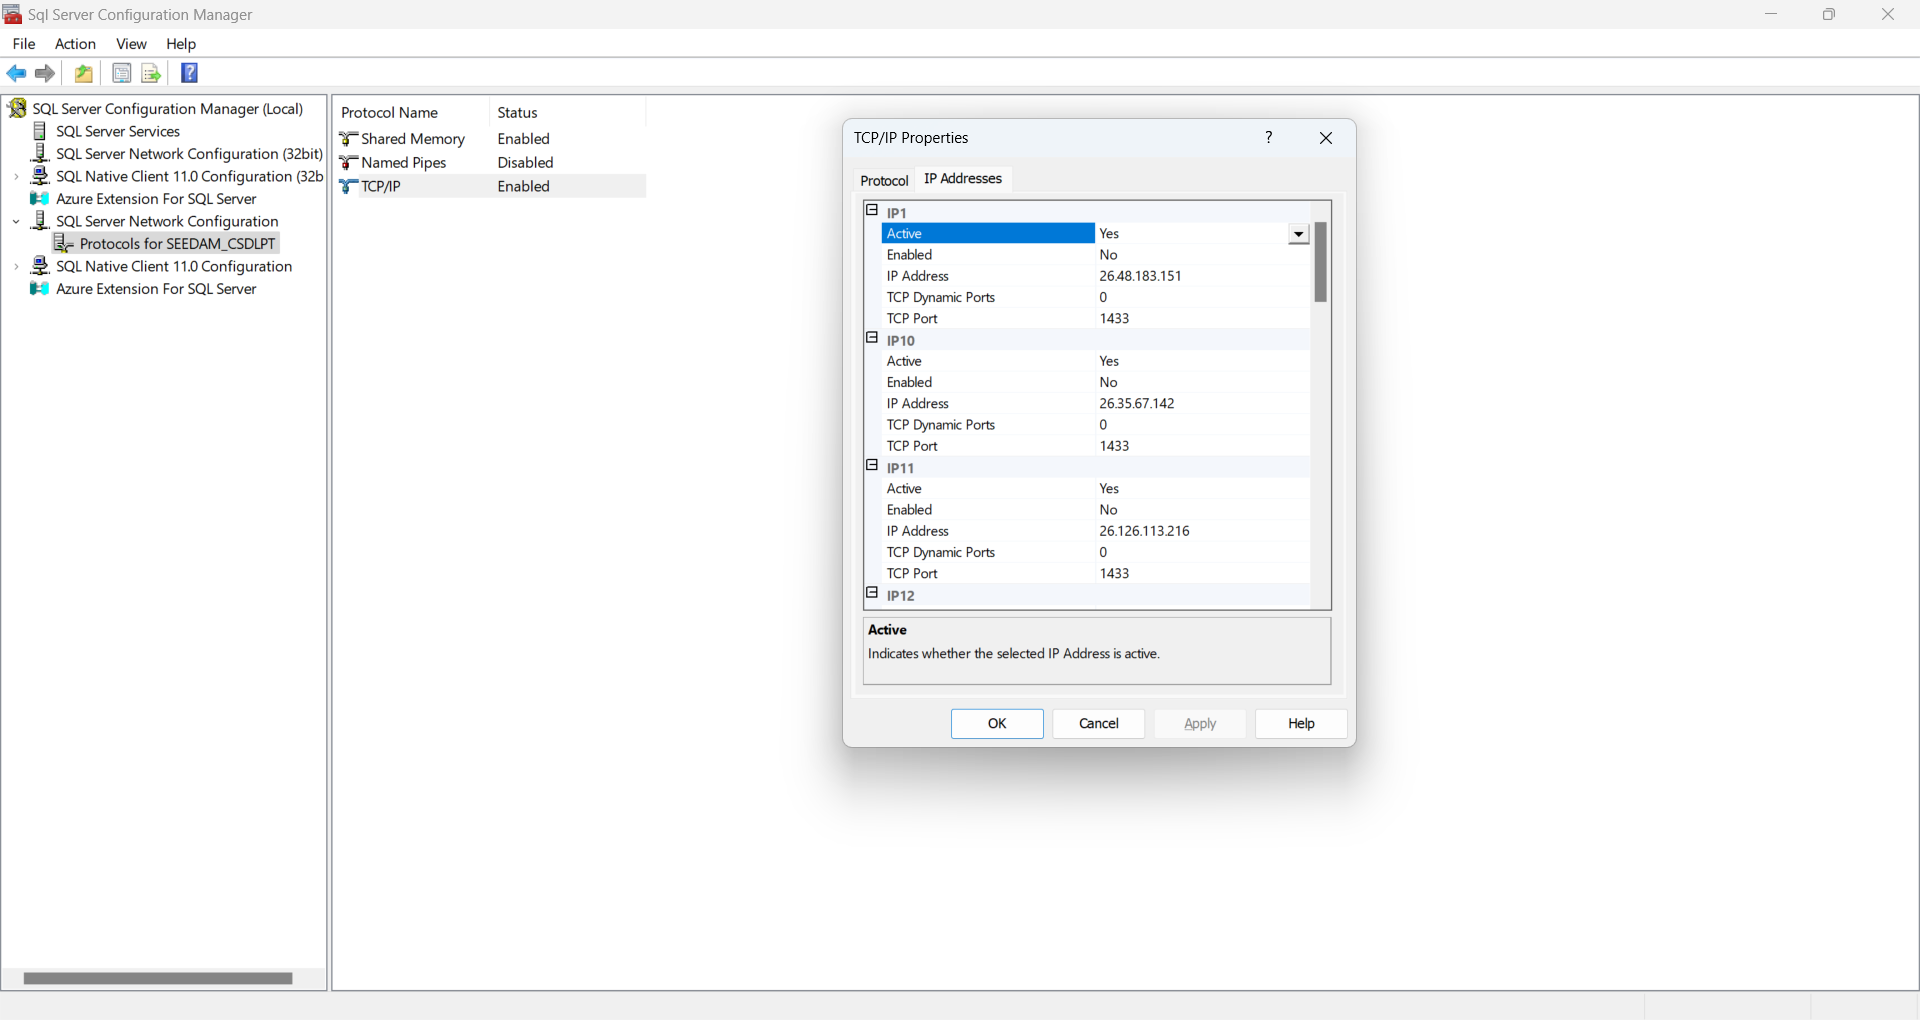 Sql Server Configuration Manager
File Action View Help
SQL Server Configuration Manager (Local)
SQL Server Services
SQL Server Network Configuration (32bit)
SQL Native Client 11.0 Configuration (32b
Azure Extension For SQL Server
SQL Server Network Configuration
Protocols for SEEDAM_CSDLPT
SQL Native Client 11.0 Configuration
Azure Extension For SQL Server
Protocol Name Status
Shared Memory Enabled
Named Pipes Disabled
TCP/IP Enabled
TCP/IP Properties
?
Protocol IP Addresses
IP1
Active Yes
Enabled No
IP Address 26.48.183.151
TCP Dynamic Ports 0
TCP Port 1433
IP10
Active Yes
Enabled No
IP Address 26.35.67.142
TCP Dynamic Ports 0
TCP Port 1433
IP11
Active Yes
Enabled No
IP Address 26.126.113.216
TCP Dynamic Ports 0
TCP Port 1433
IP12
Active
Indicates whether the selected IP Address is active.
OK Cancel Apply Help